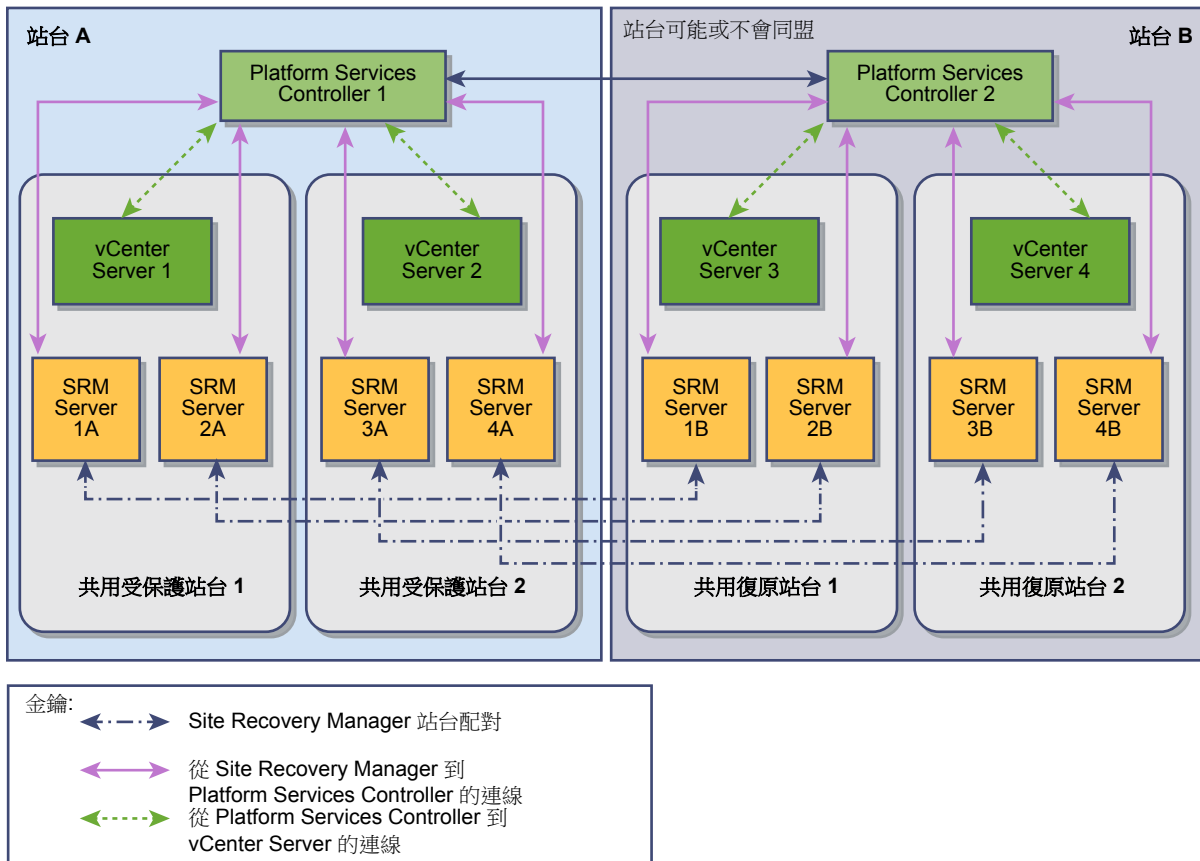 站台 A
站台可能或不會同盟
站台 B
Platform Services
Controller 1
Platform Services
Controller 2
vCenter
Server 1
vCenter
Server 2
vCenter
Server 3
vCenter
Server 4
SRM
Server
1A
SRM
Server
2A
SRM
Server
3A
SRM
Server
4A
SRM
Server
1B
SRM
Server
2B
SRM
Server
3B
SRM
Server
4B
共用受保護站台 1
共用受保護站台 2
共用復原站台 1
共用復原站台 2
金鑰:
Site Recovery Manager 站台配對
從 Site Recovery Manager 到
Platform Services Controller 的連線
從 Platform Services Controller 到
vCenter Server 的連線